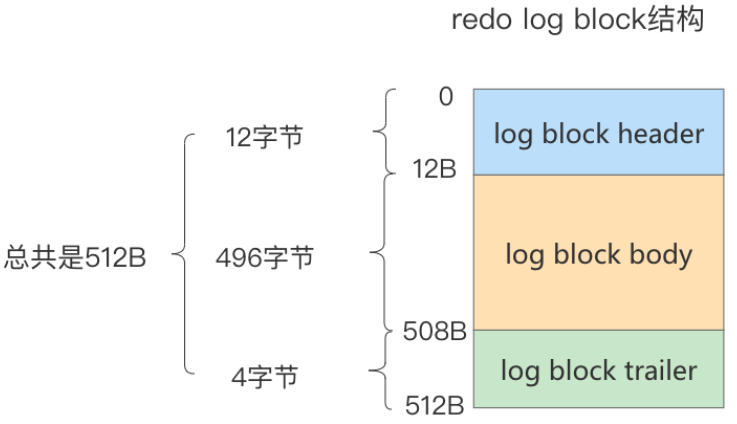 redo log block结构
0
12字节
log block header
12B
总共是512B
496字节
log block body
508B
4字节
log block trailer
512B